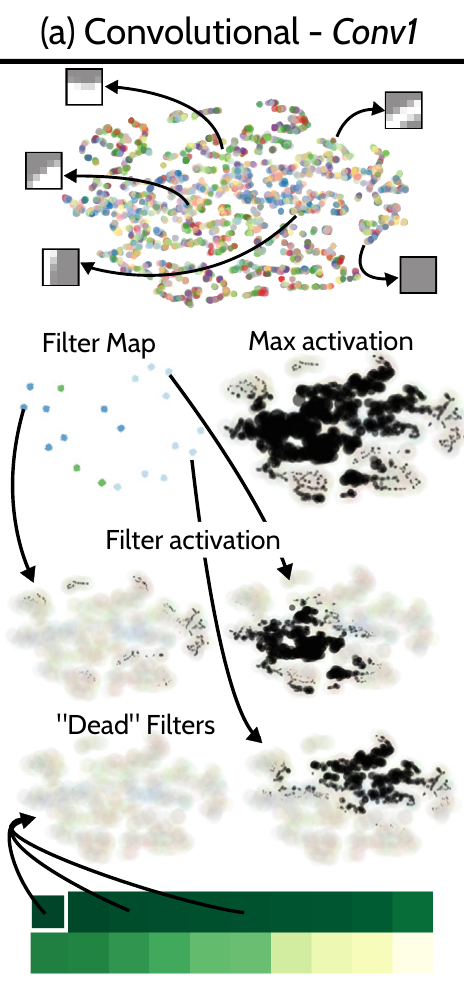 (a) Convolutional - Conv1
Filter Map
Max activation
Filter activation
"Dead" Filters